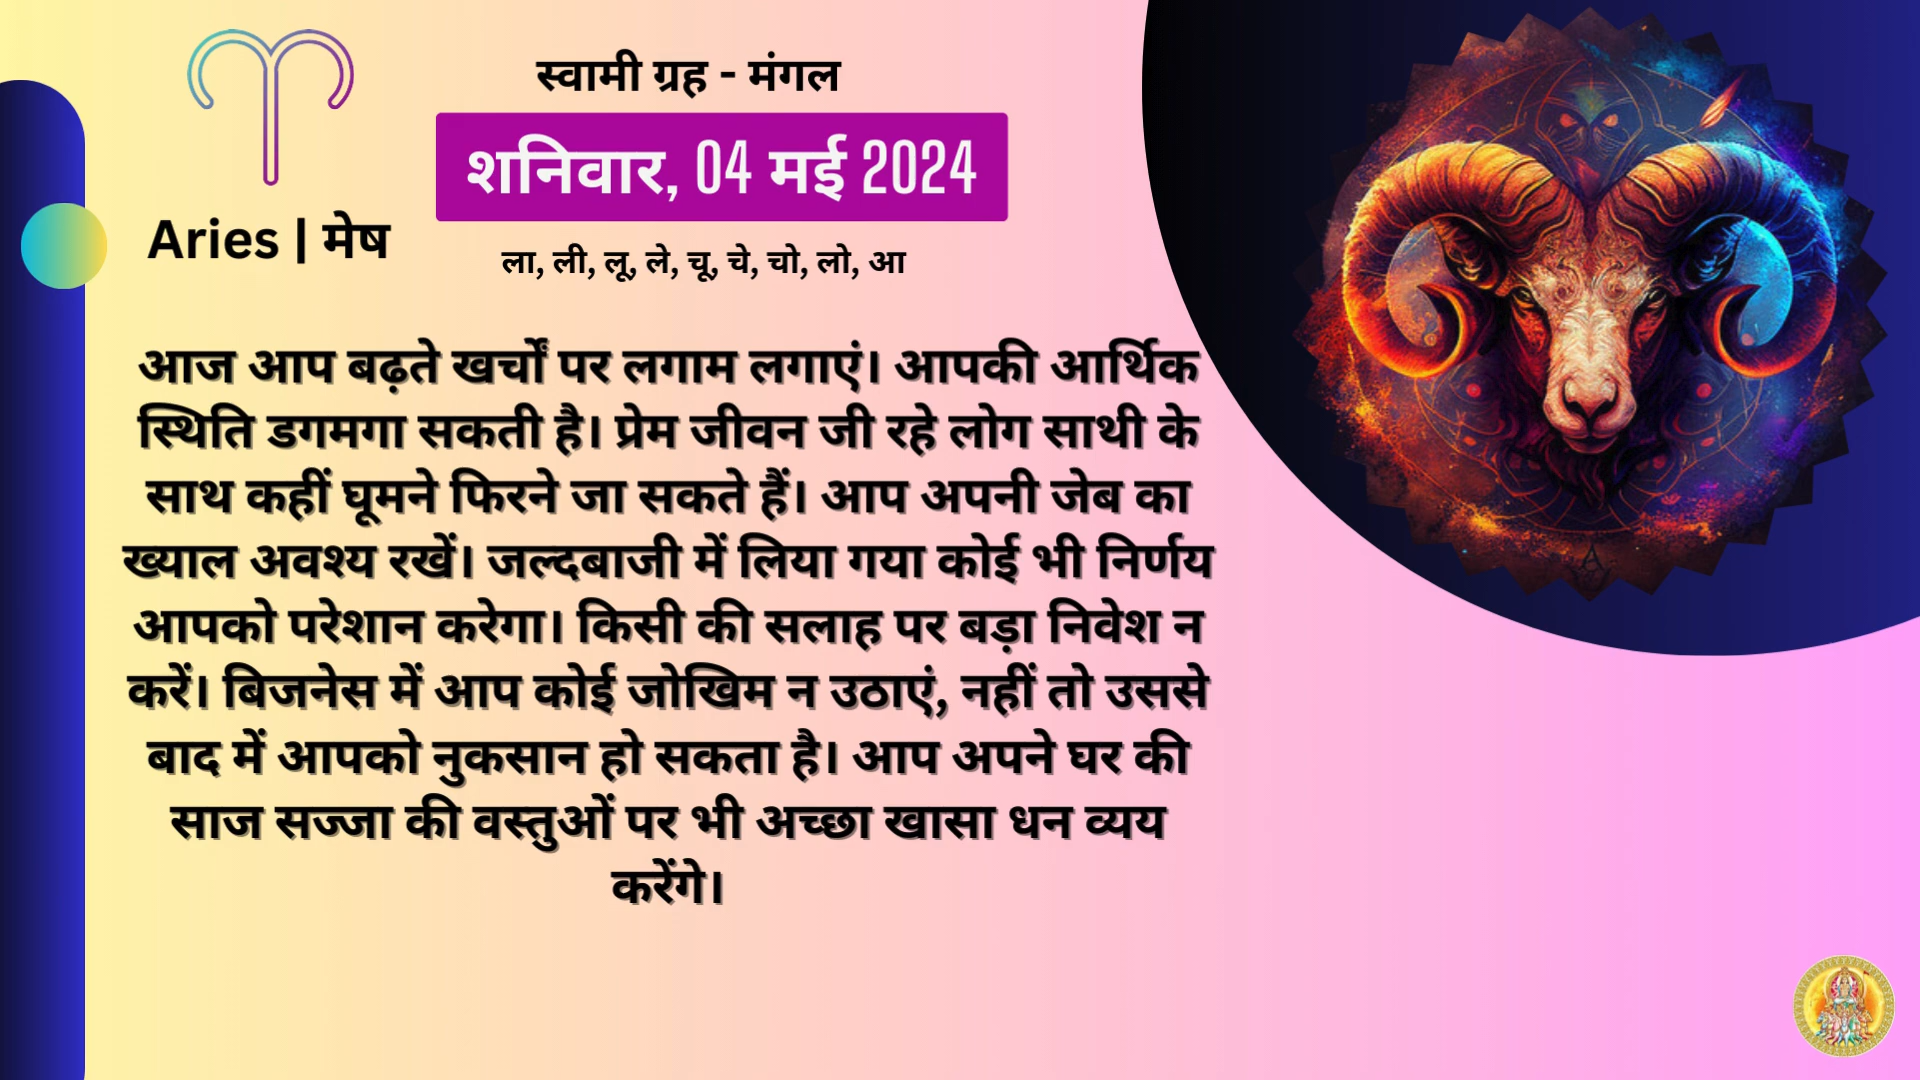 स्वामी ग्रह - मंगल
शनिवार, 04 मई 2024
Aries | मेष
ला, ली, लू, ले, चू, चे, चो, लो, आ
आज आप बढ़ते खर्चों पर लगाम लगाएं। आपकी आर्थिक
स्थिति डगमगा सकती है। प्रेम जीवन जी रहे लोग साथी के
साथ कहीं घूमने फिरने जा सकते हैं। आप अपनी जेब का
ख्याल अवश्य रखें। जल्दबाजी में लिया गया कोई भी निर्णय
आपको परेशान करेगा। किसी की सलाह पर बड़ा निवेश न
करें। बिजनेस में आप कोई जोखिम न उठाएं, नहीं तो उससे
बाद में आपको नुकसान हो सकता है। आप अपने घर की
साज सज्जा की वस्तुओं पर भी अच्छा खासा धन व्यय
करेंगे।